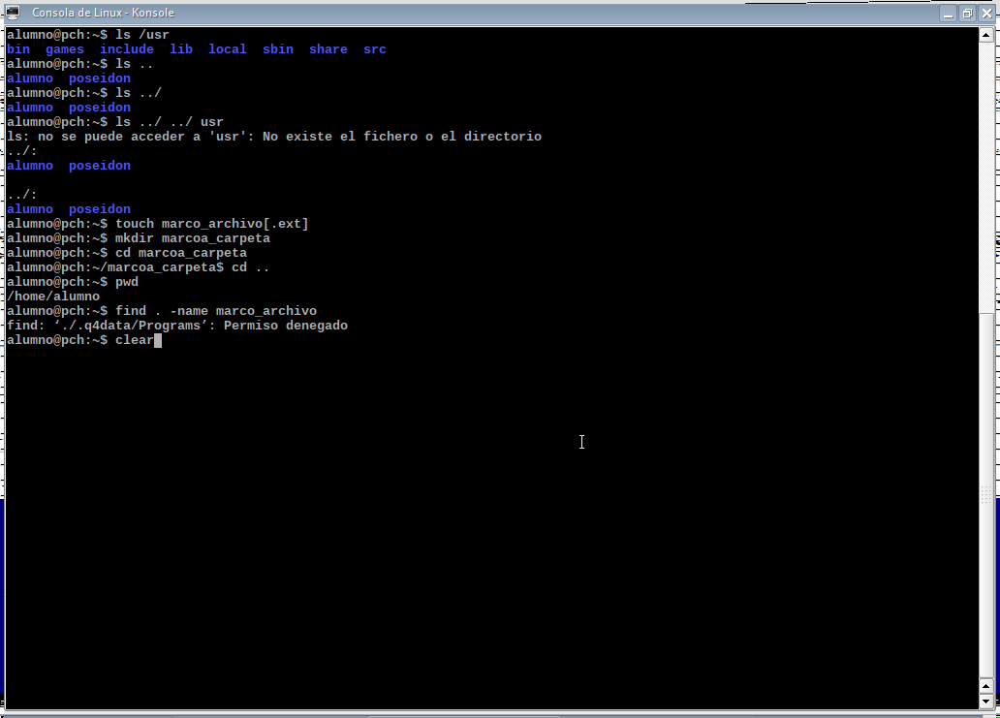 Consola de Linux - Konsole
alumno@pch:~$ ls /usr
bin  games  include  lib  local  sbin  share  src
alumno@pch:~$ ls ..
alumno  poseidon
alumno@pch:~$ ls ../
alumno  poseidon
alumno@pch:~$ ls ../ ../ usr
ls: no se puede acceder a 'usr': No existe el fichero o el directorio
../:
alumno  poseidon
../:
alumno  poseidon
alumno@pch:~$ touch marco_archivo[.ext]
alumno@pch:~$ mkdir marcoa_carpeta
alumno@pch:~$ cd marcoa_carpeta
alumno@pch:~/marcoa_carpeta$ cd ..
alumno@pch:~$ pwd
/home/alumno
alumno@pch:~$ find . -name marco_archivo
find: ‘./.q4data/Programs’: Permiso denegado
alumno@pch:~$ clear